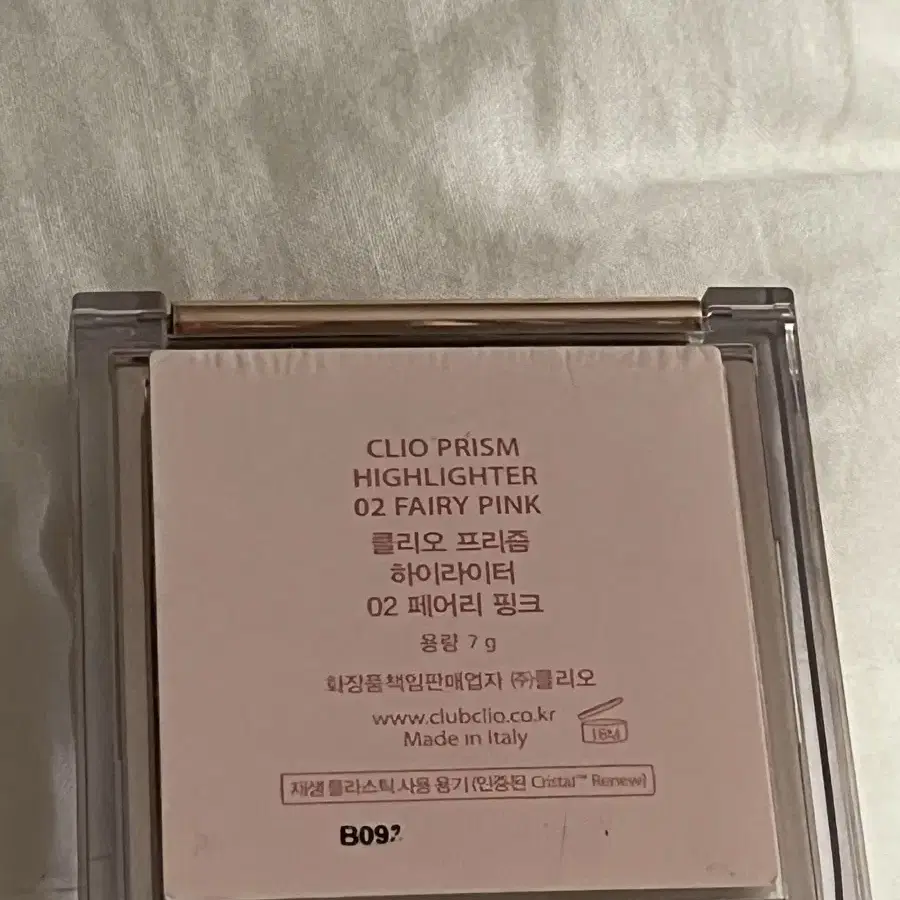 CLIO PRISM
HIGHLIGHTER
02 FAIRY PINK
클리오 프리즘
하이라이터
02 페어리 핑크
용량 7 g
화장품책임판매업자 ㈜클리오
www.clubclio.co.kr
Made in Italy
18M
재생 플라스틱 사용 용기 (인증된 Cristal™ Renew)